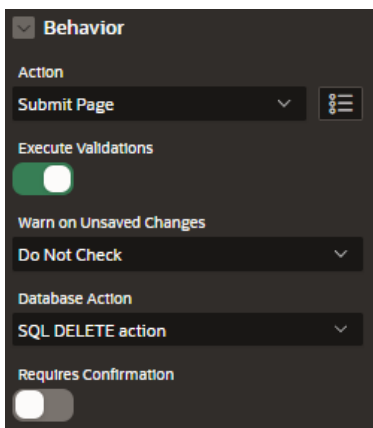 Behavior
Action
Submit Page
Execute Validations
Warn on Unsaved Changes
Do Not Check
Database Action
SQL DELETE action
Requires Confirmation